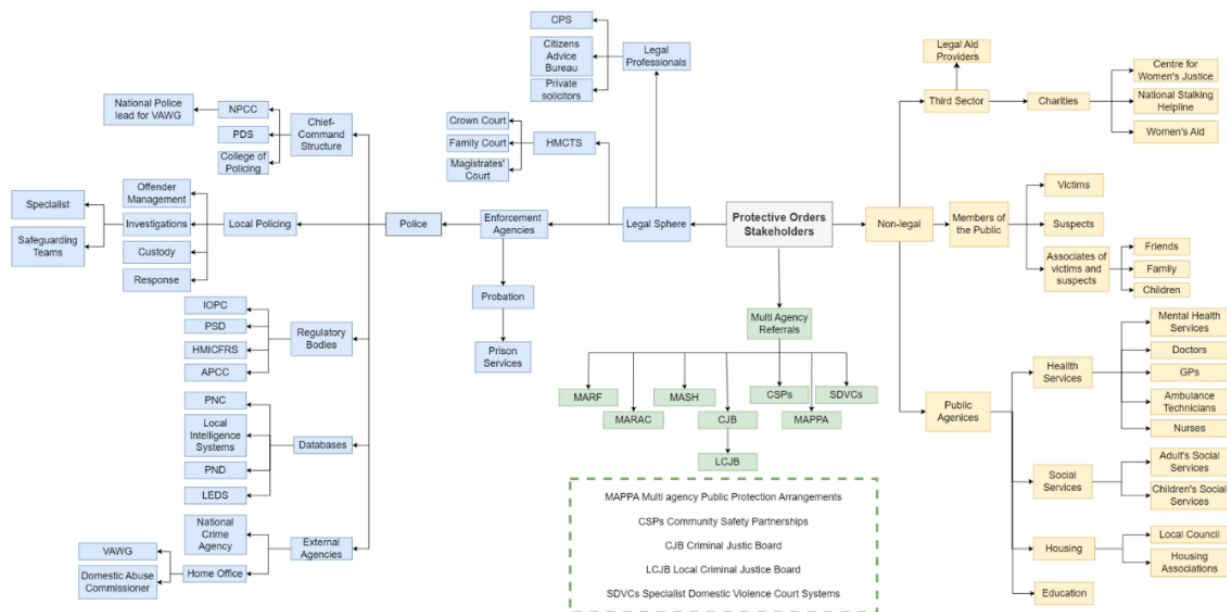 CPS
Citizens
Advice
Bureau
Private
solicitors
Legal
Professionals
Crown Court
Family Court
Magistrates'
Court
HMCTS
National Police
lead for VAWG
NPCC
PDS
College of
Policing
Chief-
Command
Structure
Specialist
Safeguarding
Teams
Offender
Management
Investigations
Custody
Response
Local Policing
Police
Enforcement
Agencies
Legal Sphere
Protective Orders
Stakeholders
Probation
Prison
Services
IOPC
PSD
HMICFRS
APCC
Regulatory
Bodies
PNC
Local
Intelligence
Systems
PND
LEDS
Databases
National
Crime
Agency
VAWG
Domestic Abuse
Commissioner
Home Office
External
Agencies
Multi Agency
Referrals
MARF
MARAC
MASH
CJB
LCJB
CSPs
MAPPA
SDVCs
MAPPA Multi agency Public Protection Arrangements
CSPs Community Safety Partnerships
CJB Criminal Justic Board
LCJB Local Criminal Justice Board
SDVCs Specialist Domestic Violence Court Systems
Non-legal
Legal Aid
Providers
Third Sector
Charities
Centre for
Women's Justice
National Stalking
Helpline
Women's Aid
Members of
the Public
Victims
Suspects
Associates of
victims and
suspects
Friends
Family
Children
Public
Agenices
Health
Services
Mental Health
Services
Doctors
GPs
Ambulance
Technicians
Nurses
Social
Services
Adult's Social
Services
Children's Social
Services
Housing
Local Council
Housing
Associations
Education